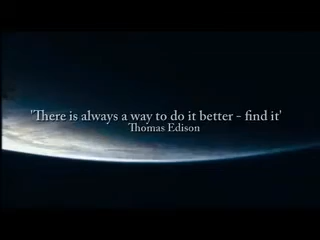 'There is always a way to do it better - find it'
Thomas Edison